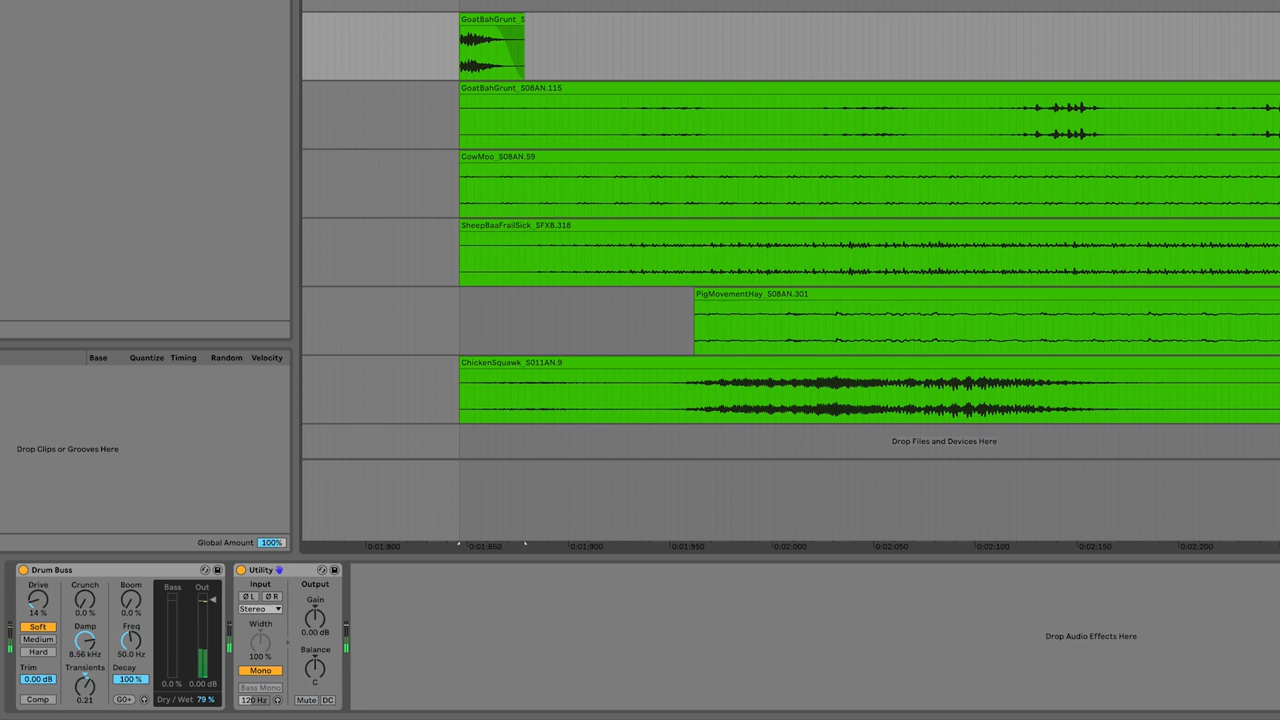 GoatBahGrunt_S
GoatBahGrunt_S08AN.115
CowMoo_S08AN.59
SheepBaaFrailSick_SFXB.318
PigMovementHay_S08AN.301
ChickenSquawk_S011AN.9
Drop Files and Devices Here
0:01:800 0:01:850 0:01:900 0:01:950 0:02:000 0:02:050 0:02:100 0:02:150 0:02:200
Base Quantize Timing Random Velocity
Drop Clips or Grooves Here
Global Amount 100%
Drum Buss
Drive Crunch Boom
14 % 0.0 % 0.0 %
Soft
Medium
Hard
Damp Freq
8.56 kHz 50.0 Hz
Trim Transients Decay
0.00 dB 100 %
Comp 0.21 G0+
Bass Out
0.0 % 0.00 dB
Dry / Wet 79 %
Utility
Input Output
Ø L Ø R
Stereo
Gain
0.00 dB
Width
100 %
Balance
C
Mono
Bass Mono
120 Hz
Mute DC
Drop Audio Effects Here